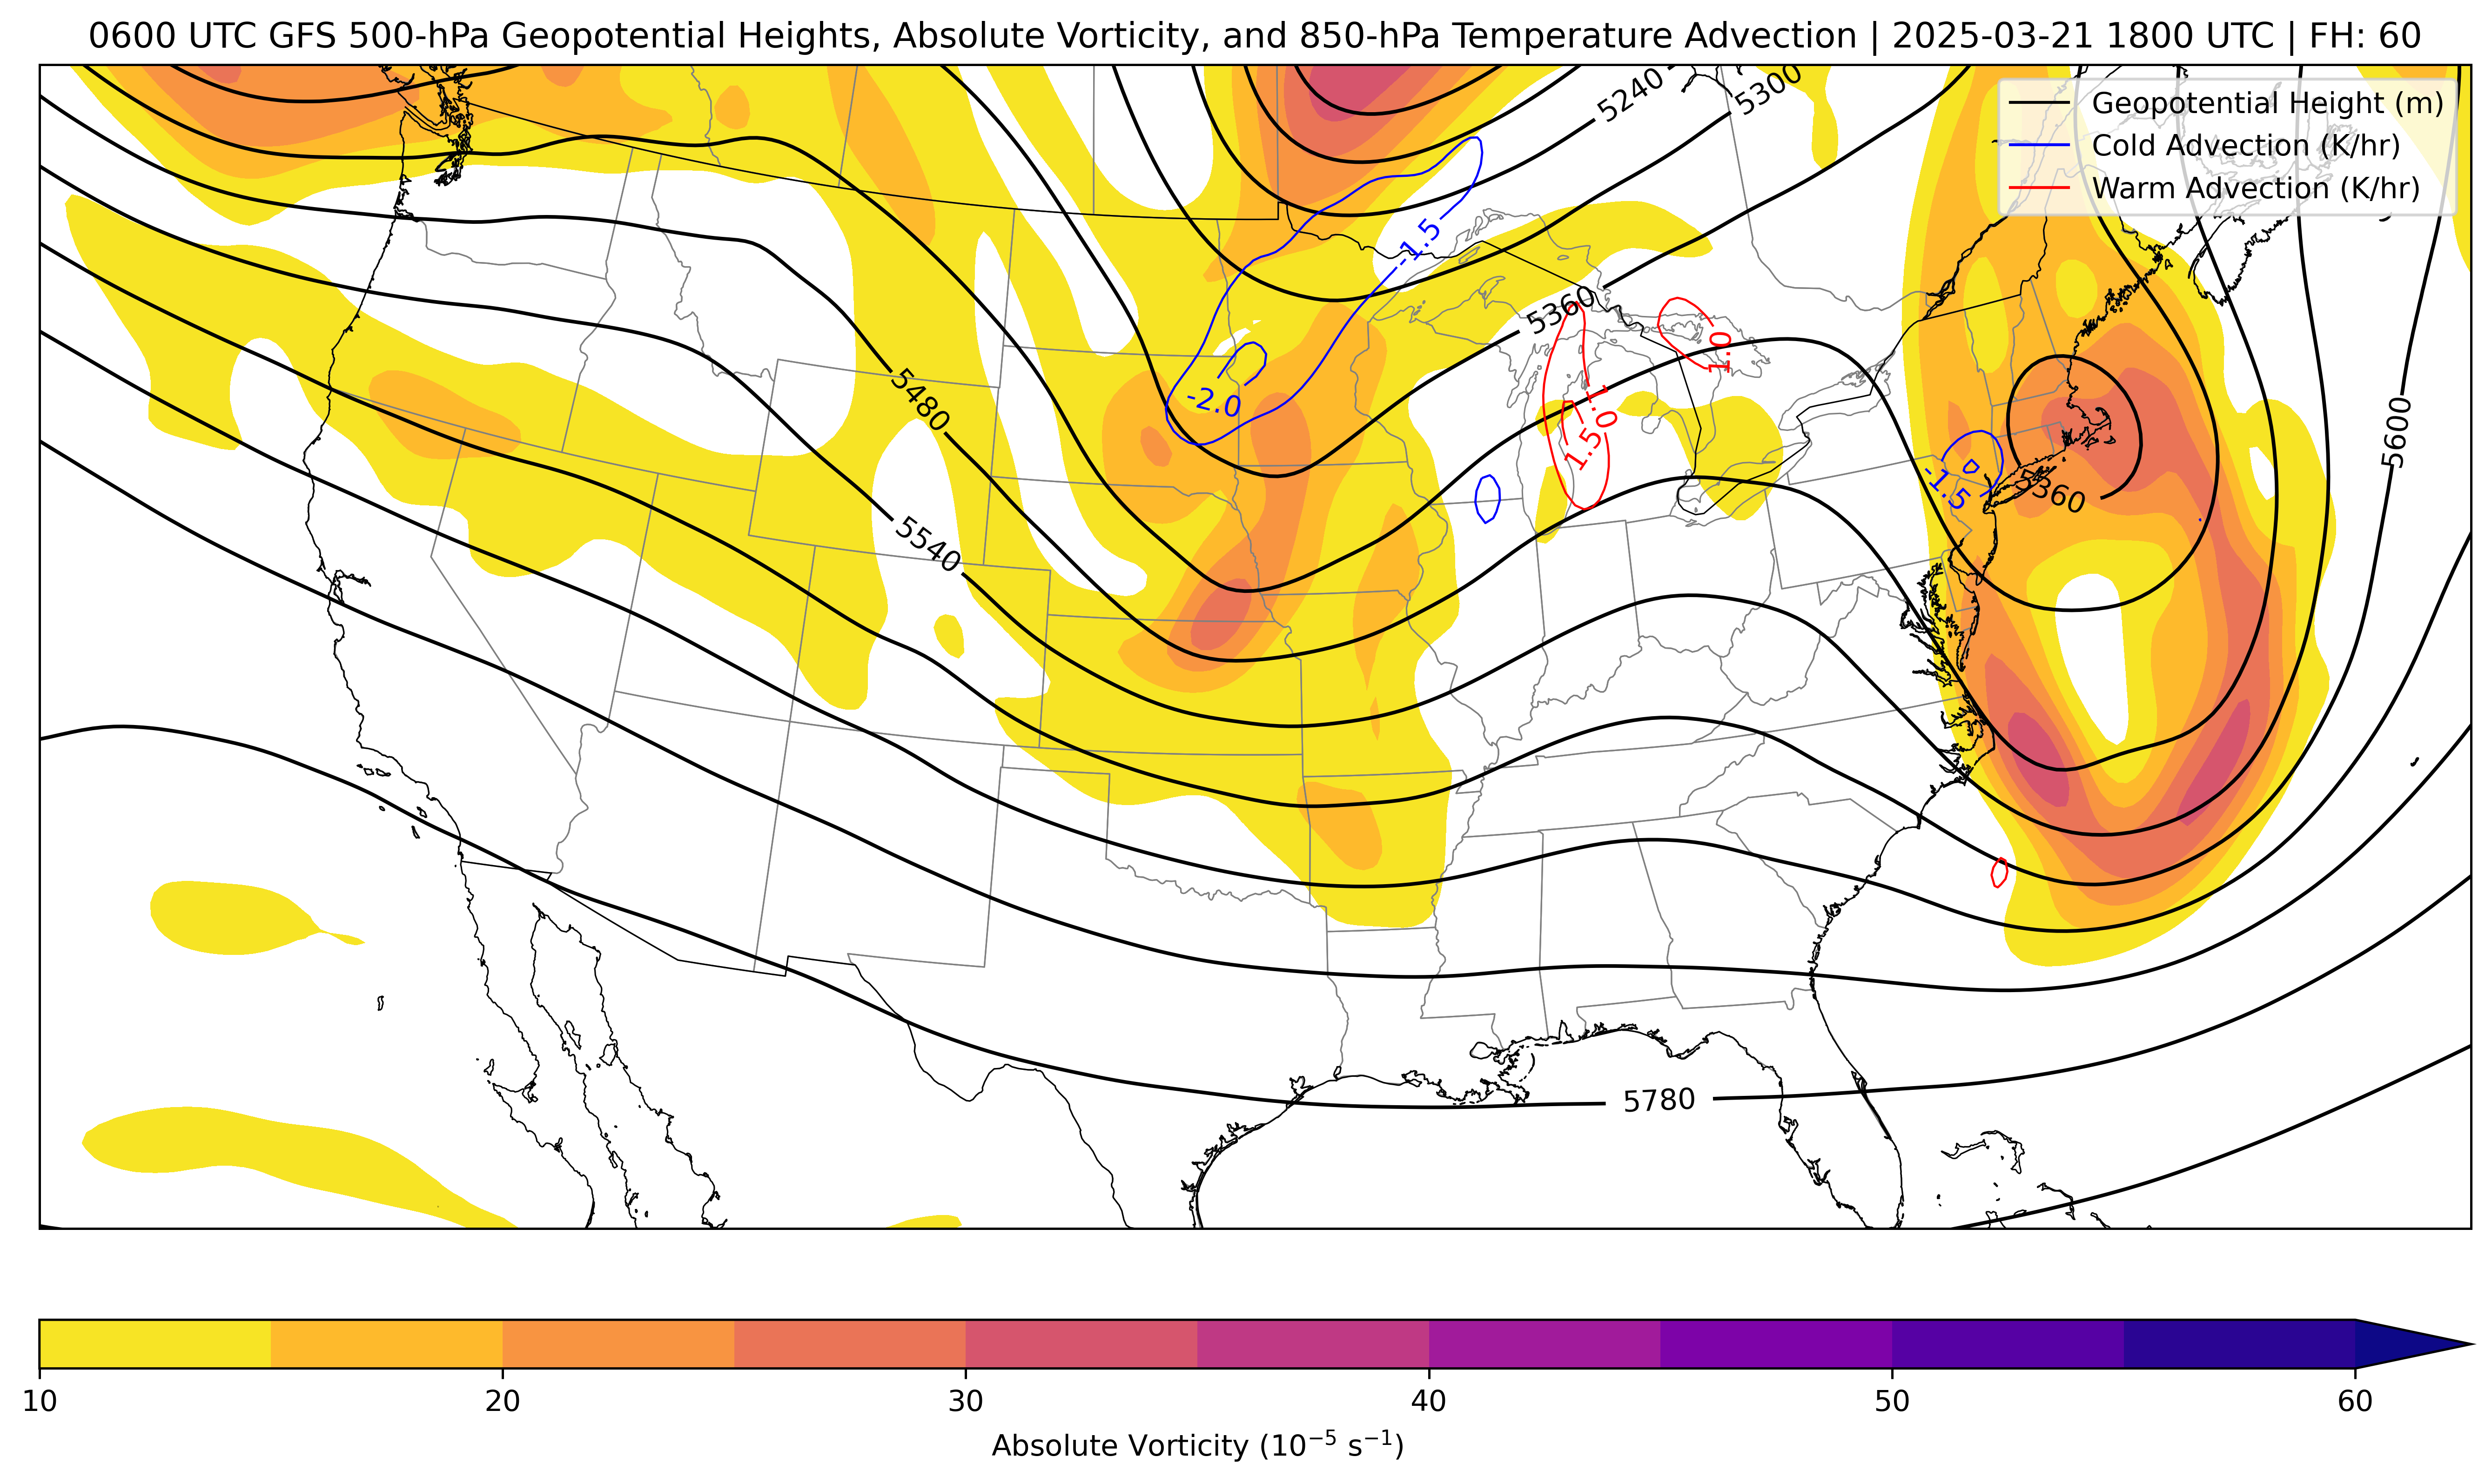 0600 UTC GFS 500-hPa Geopotential Heights, Absolute Vorticity, and 850-hPa Temperature Advection | 2025-03-21 1800 UTC | FH: 60
Geopotential Height (m)
Cold Advection (K/hr)
Warm Advection (K/hr)
5240
5300
-1.5
5360
1.0
5480
-2.0
1.0
1.5
5600
-1.5
5360
5540
5780
10 20 30 40 50 60
Absolute Vorticity (10⁻⁵ s⁻¹)